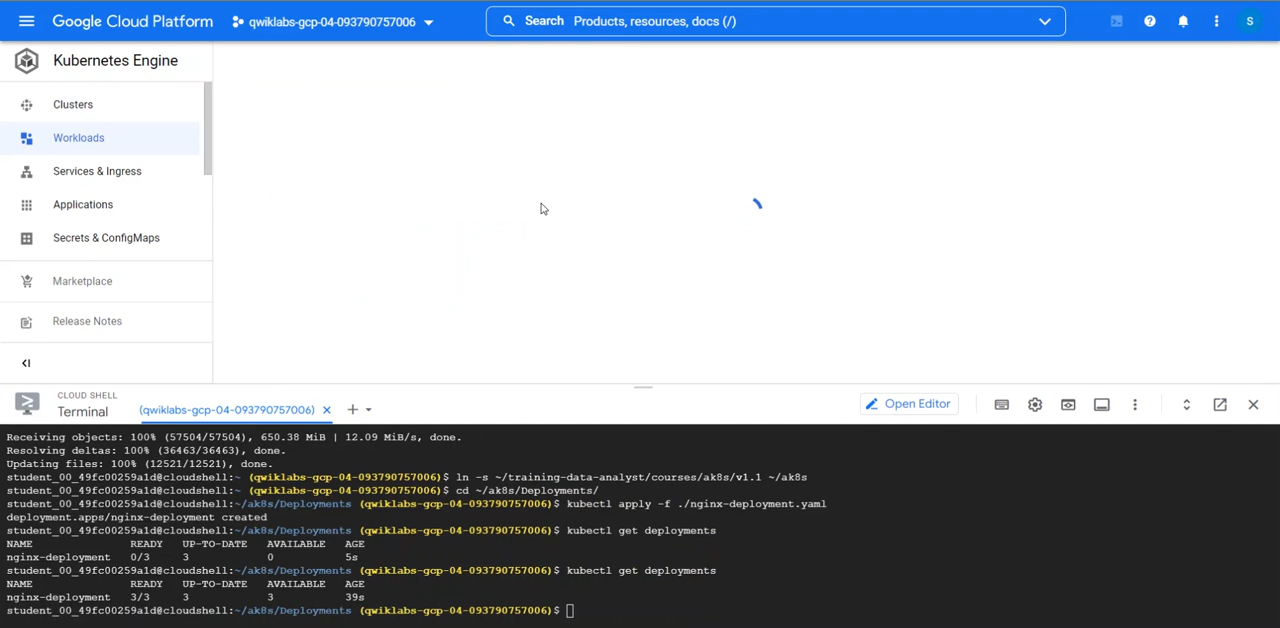 Google Cloud Platform
qwiklabs-gcp-04-093790757006
Search Products, resources, docs (/)
S
Kubernetes Engine
Clusters
Workloads
Services & Ingress
Applications
Secrets & ConfigMaps
Marketplace
Release Notes
CLOUD SHELL
Terminal
(qwiklabs-gcp-04-093790757006)
Open Editor
Receiving objects: 100% (57504/57504), 650.38 MiB | 12.09 MiB/s, done.
Resolving deltas: 100% (36463/36463), done.
Updating files: 100% (12521/12521), done.
student_00_49fc00259a1d@cloudshell:~ (qwiklabs-gcp-04-093790757006)$ ln -s ~/training-data-analyst/courses/ak8s/v1.1 ~/ak8s
student_00_49fc00259a1d@cloudshell:~ (qwiklabs-gcp-04-093790757006)$ cd ~/ak8s/Deployments/
student_00_49fc00259a1d@cloudshell:~/ak8s/Deployments (qwiklabs-gcp-04-093790757006)$ kubectl apply -f ./nginx-deployment.yaml
deployment.apps/nginx-deployment created
student_00_49fc00259a1d@cloudshell:~/ak8s/Deployments (qwiklabs-gcp-04-093790757006)$ kubectl get deployments
NAME READY UP-TO-DATE AVAILABLE AGE
nginx-deployment 0/3 3 0 5s
student_00_49fc00259a1d@cloudshell:~/ak8s/Deployments (qwiklabs-gcp-04-093790757006)$ kubectl get deployments
NAME READY UP-TO-DATE AVAILABLE AGE
nginx-deployment 3/3 3 3 39s
student_00_49fc00259a1d@cloudshell:~/ak8s/Deployments (qwiklabs-gcp-04-093790757006)$